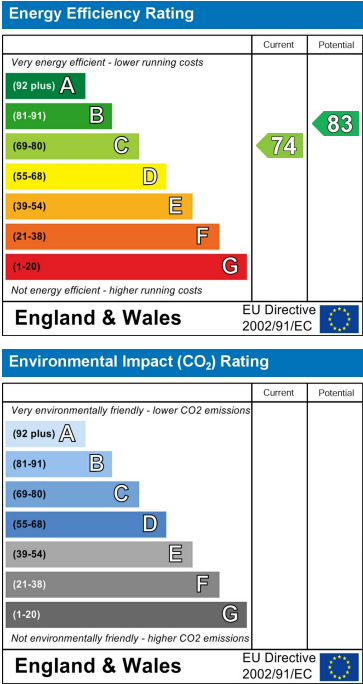 Energy Efficiency Rating
Current Potential
Very energy efficient - lower running costs
(92 plus) A
(81-91) B
83
(69-80) C
74
(55-68) D
(39-54) E
(21-38) F
(1-20) G
Not energy efficient - higher running costs
England & Wales
EU Directive
2002/91/EC
Environmental Impact (CO₂) Rating
Current Potential
Very environmentally friendly - lower CO2 emissions
(92 plus) A
(81-91) B
(69-80) C
(55-68) D
(39-54) E
(21-38) F
(1-20) G
Not environmentally friendly - higher CO2 emissions
England & Wales
EU Directive
2002/91/EC